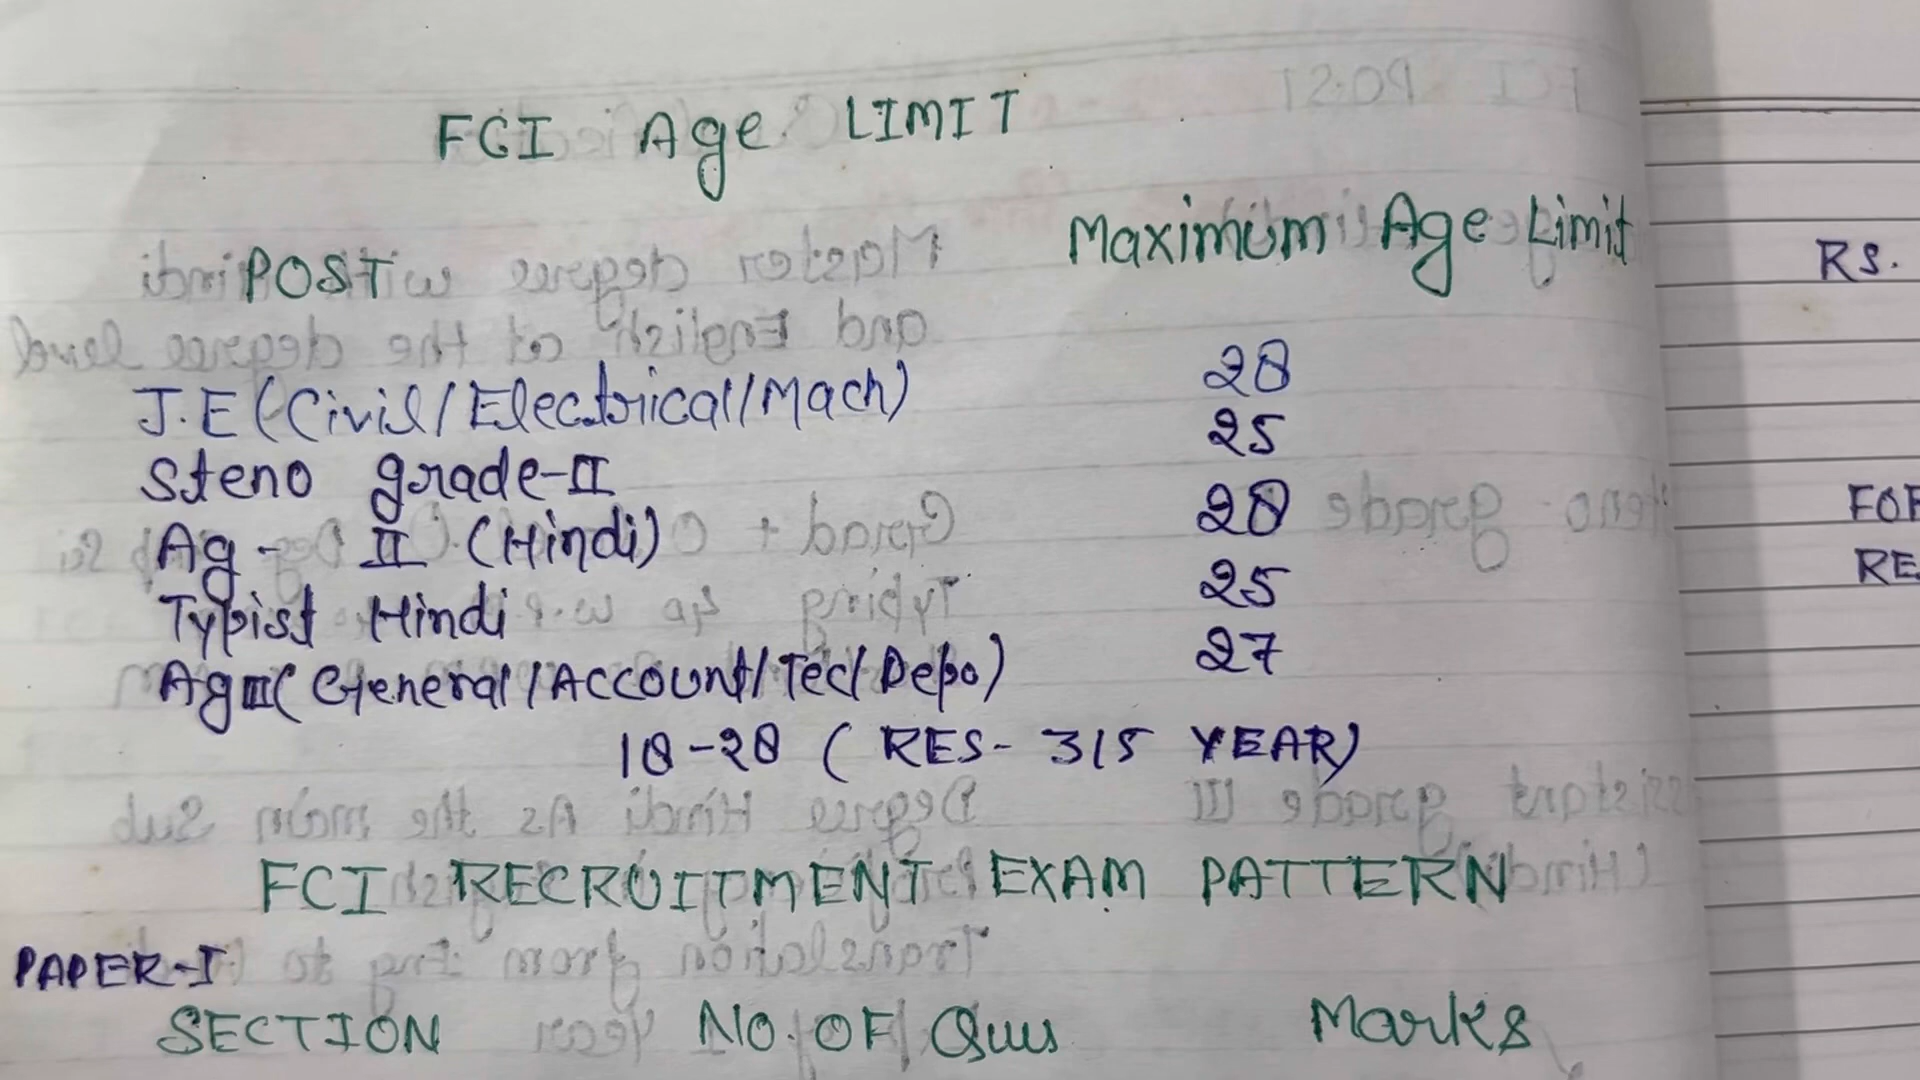 FCI Age LIMIT
POST Maximum Age Limit
J.E (Civil/Electrical/Mach) 28
Steno grade-II 25
Ag - II (Hindi) 28
Typist Hindi 25
Ag III ( General / Account / Tec / Depo) 27
18-28 ( RES- 3/5 YEAR)
FCI RECRUITMENT EXAM PATTERN
PAPER-I
SECTION NO. OF Ques Marks
RS.